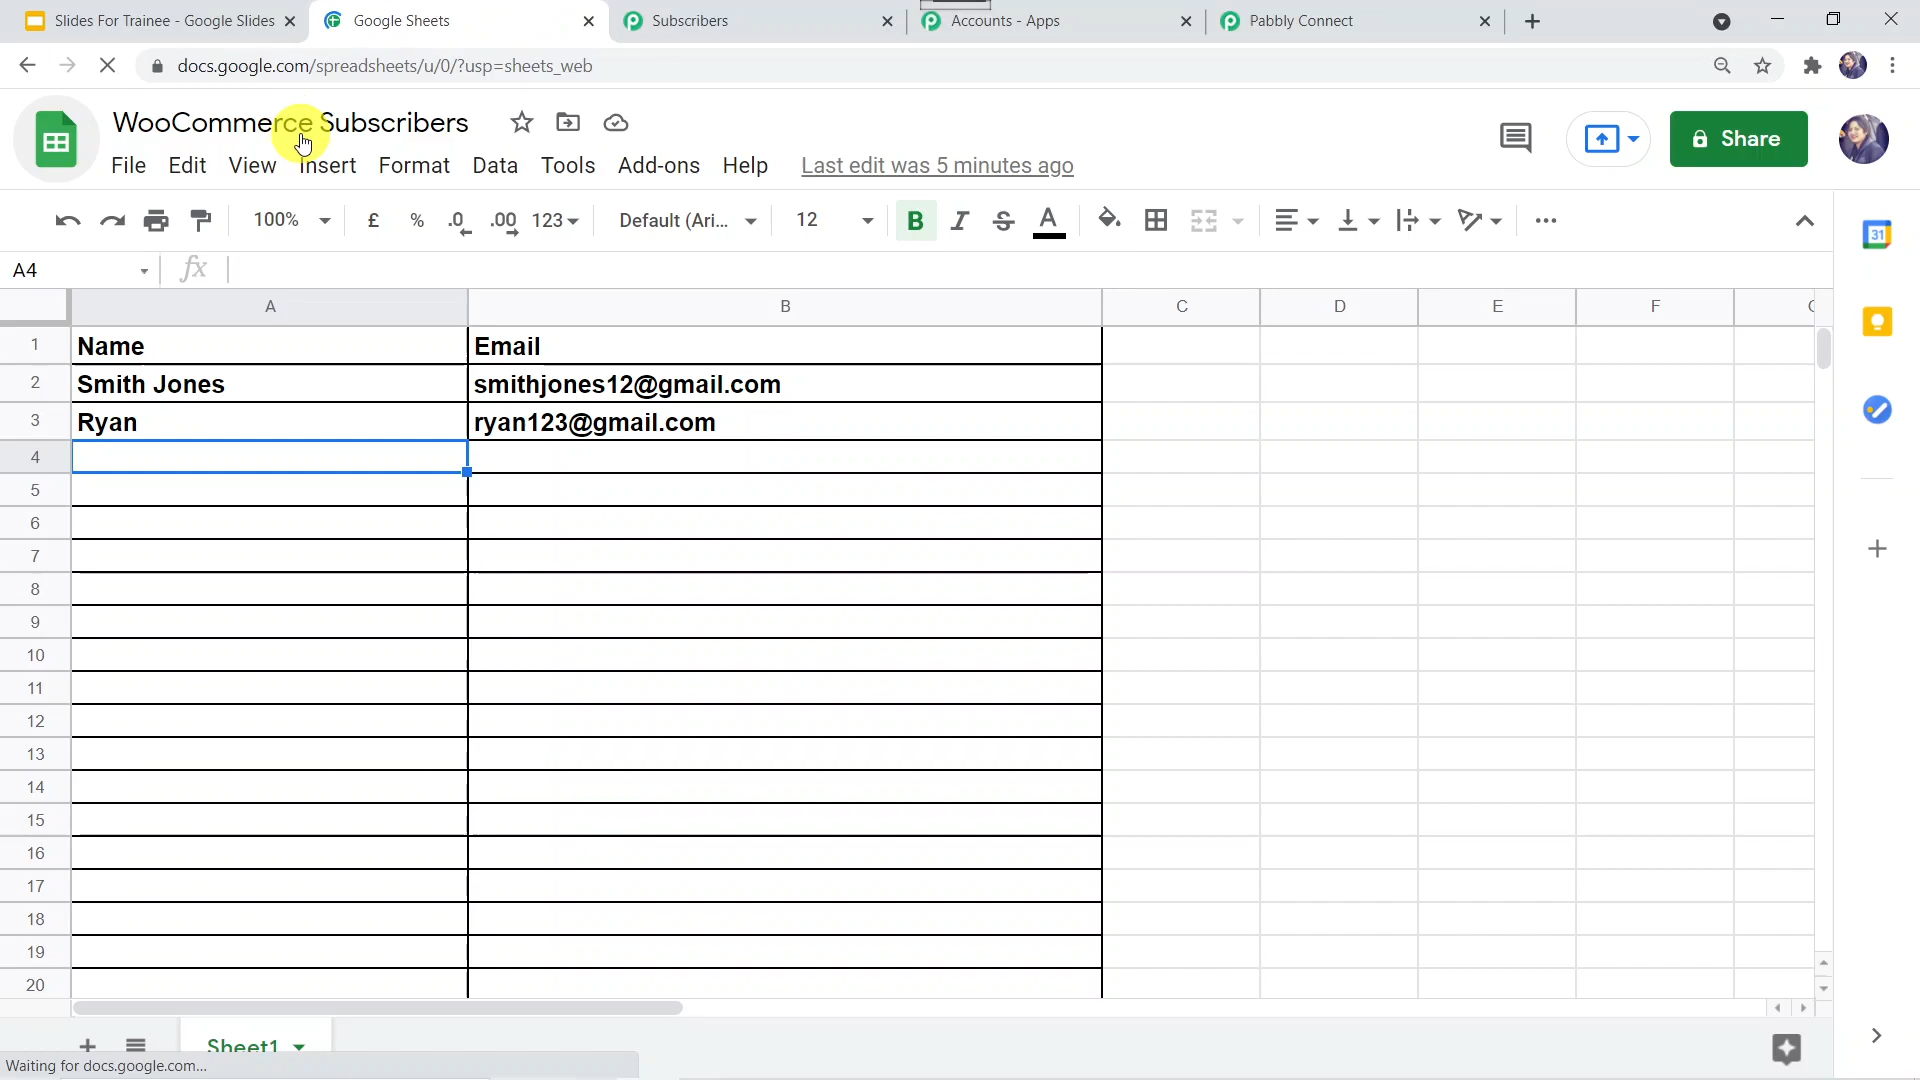 Slides For Trainee - Google Slides
Google Sheets
Subscribers
Accounts - Apps
Pabbly Connect
docs.google.com/spreadsheets/u/0/?usp=sheets_web
WooCommerce Subscribers
File Edit View Insert Format Data Tools Add-ons Help Last edit was 5 minutes ago
Share
100% £ % .0 .00 123 Default (Ari... 12 B I S A
31
A4 fx
A B C D E F
1 Name Email
2 Smith Jones smithjones12@gmail.com
3 Ryan ryan123@gmail.com
4
5
6
7
8
9
10
11
12
13
14
15
16
17
18
19
20
Sheet1
Waiting for docs.google.com...